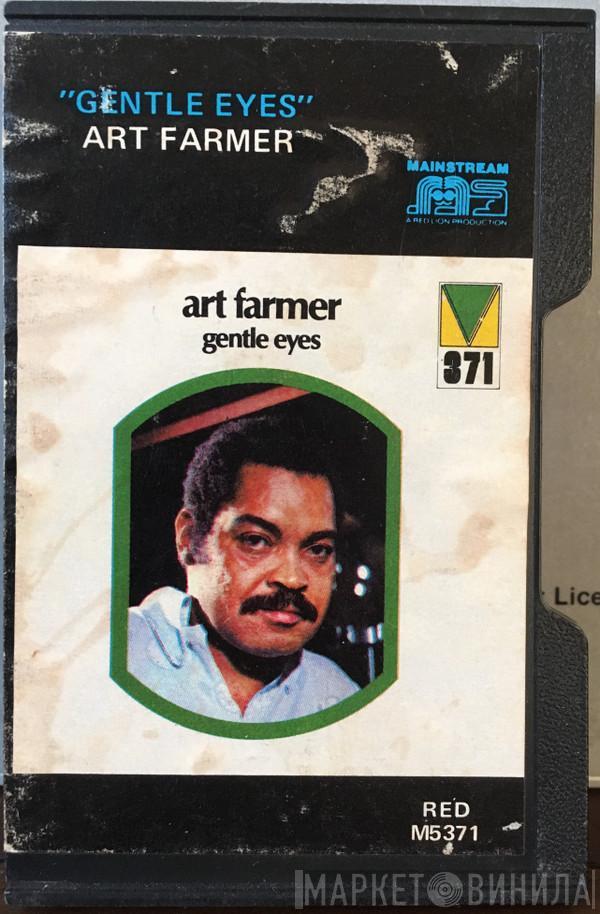 "GENTLE EYES"
ART FARMER
MAINSTREAM
A RED LION PRODUCTION
art farmer
gentle eyes
371
Lice
RED
M5371
МАРКЕТ ВИНИЛА